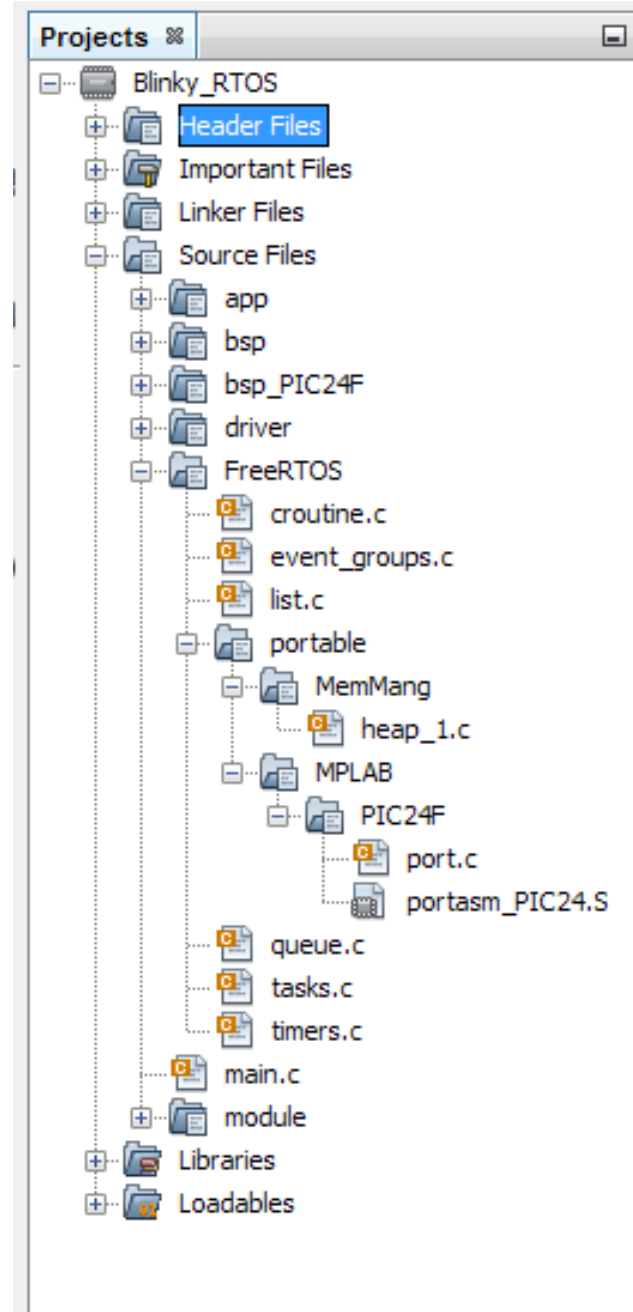 Projects
Blinky_RTOS
Header Files
Important Files
Linker Files
Source Files
app
bsp
bsp_PIC24F
driver
FreeRTOS
croutine.c
event_groups.c
list.c
portable
MemMang
heap_1.c
MPLAB
PIC24F
port.c
portasm_PIC24.S
queue.c
tasks.c
timers.c
main.c
module
Libraries
Loadables